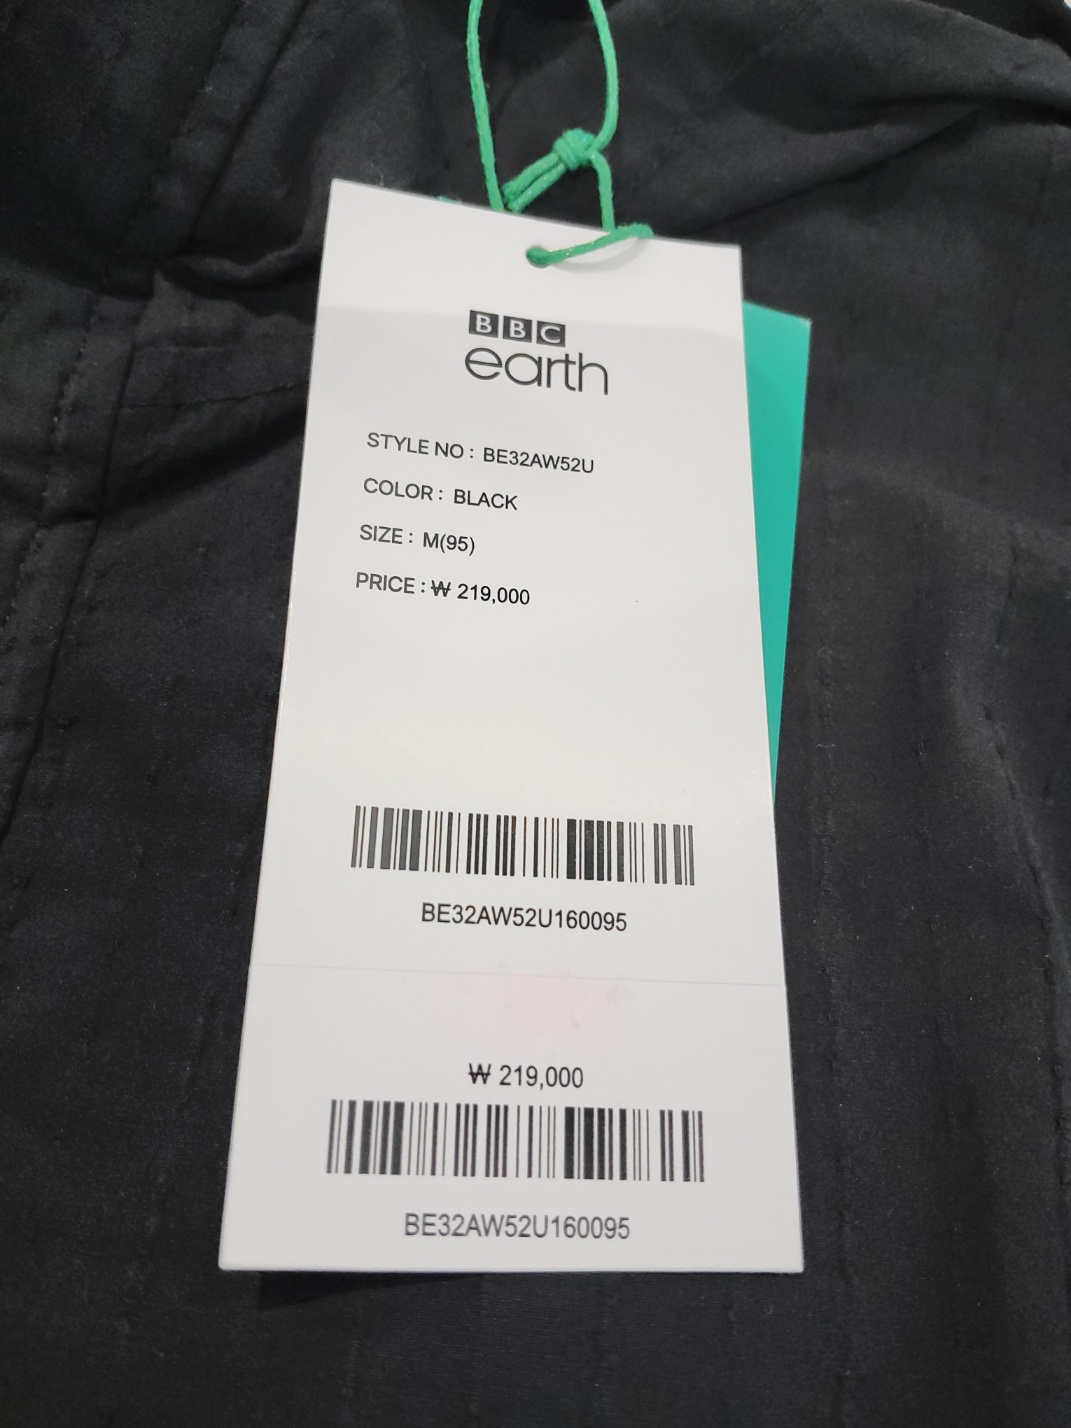 BBC
earth
STYLE NO : BE32AW52U
COLOR : BLACK
SIZE : M(95)
PRICE : ₩ 219,000
BE32AW52U160095
₩ 219,000
BE32AW52U160095